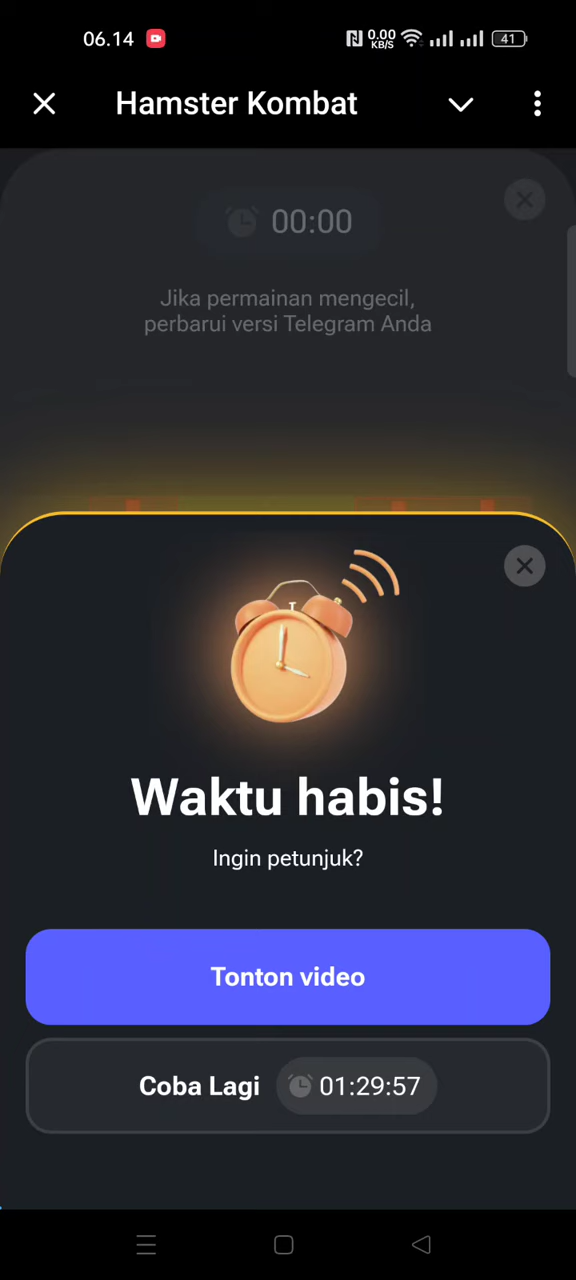 06.14
0.00
KB/S
41
Hamster Kombat
00:00
Jika permainan mengecil,
perbarui versi Telegram Anda
Waktu habis!
Ingin petunjuk?
Tonton video
Coba Lagi 01:29:57